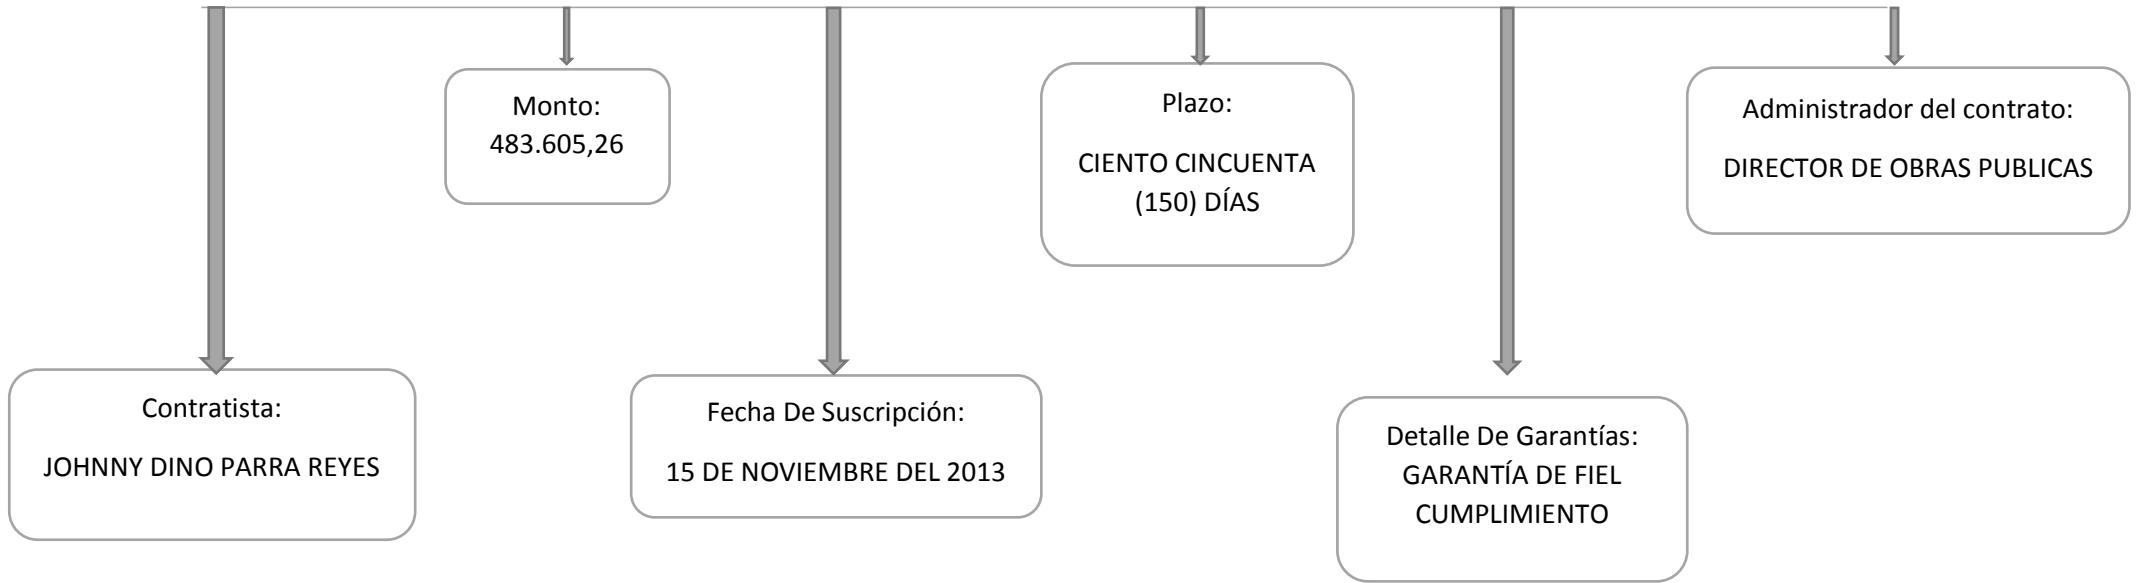 Monto:
483.605,26
Plazo:
CIENTO CINCUENTA
(150) DÍAS
Administrador del contrato:
DIRECTOR DE OBRAS PUBLICAS
Contratista:
JOHNNY DINO PARRA REYES
Fecha De Suscripción:
15 DE NOVIEMBRE DEL 2013
Detalle De Garantías:
GARANTÍA DE FIEL
CUMPLIMIENTO